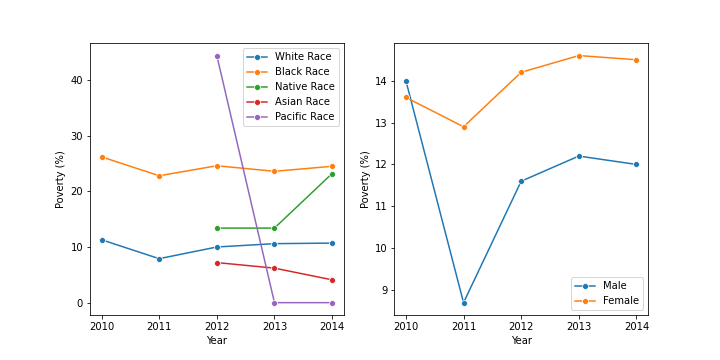 White Race
Black Race
Native Race
Asian Race
Pacific Race
Poverty (%)
40
30
20
10
0
2010 2011 2012 2013 2014
Year
Poverty (%)
14
13
12
11
10
9
Male
Female
2010 2011 2012 2013 2014
Year